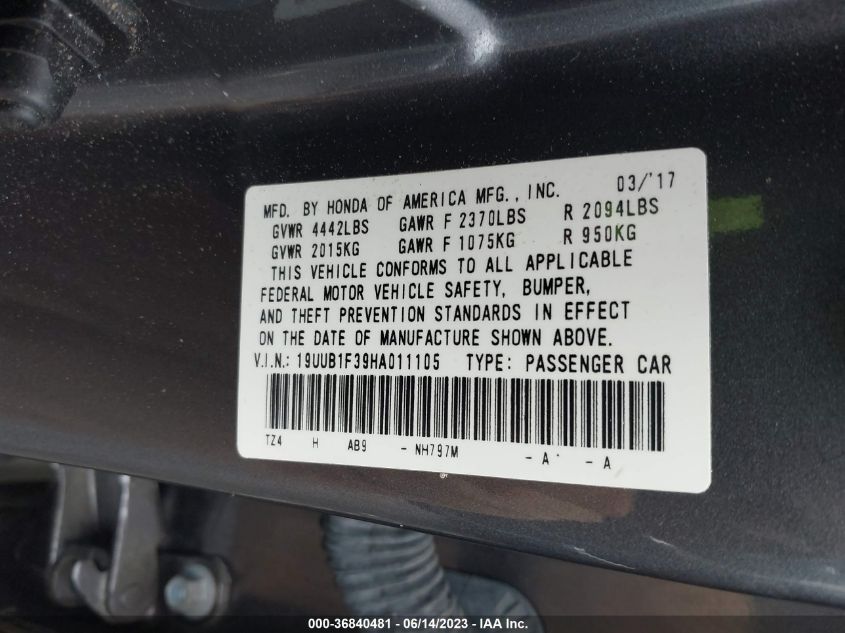 MFD. BY HONDA OF AMERICA MFG., INC. 03/'17
GVWR 4442LBS GAWR F 2370LBS R 2094LBS
GVWR 2015KG GAWR F 1075KG R 950KG
THIS VEHICLE CONFORMS TO ALL APPLICABLE
FEDERAL MOTOR VEHICLE SAFETY, BUMPER,
AND THEFT PREVENTION STANDARDS IN EFFECT
ON THE DATE OF MANUFACTURE SHOWN ABOVE.
V.I.N.: 19UUB1F39HA011105 TYPE: PASSENGER CAR
TZ4 H AB9 - NH797M - A - A
000-36840481 - 06/14/2023 - IAA Inc.